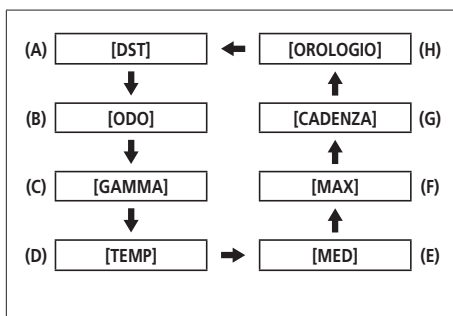 (A) [DST] [OROLOGIO] (H)
(B) [ODO] [CADENZA] (G)
(C) [GAMMA] [MAX] (F)
(D) [TEMP] [MED] (E)